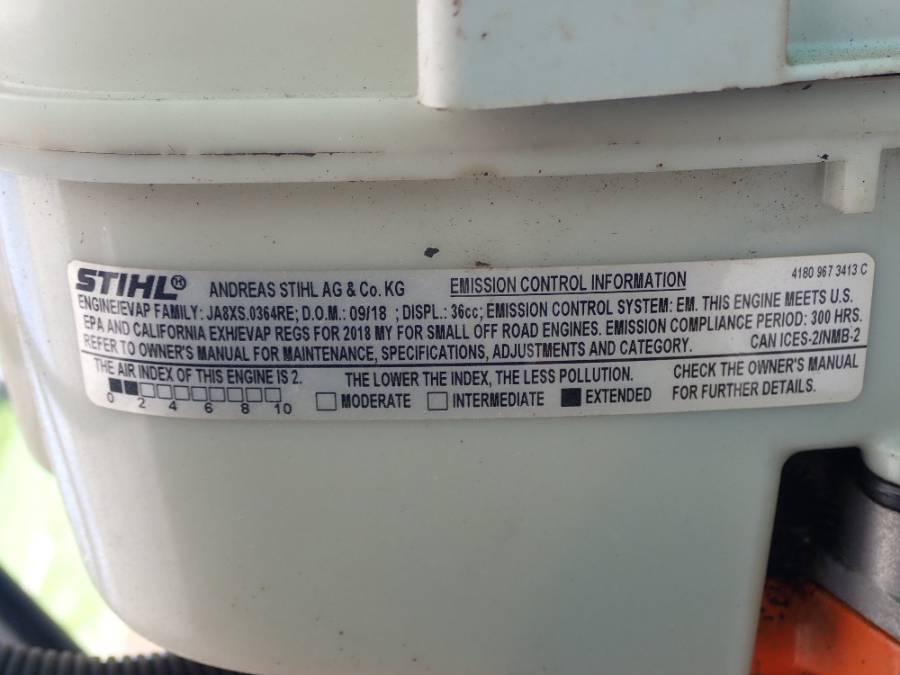 STIHL® ANDREAS STIHL AG & Co. KG EMISSION CONTROL INFORMATION 4180 967 3413 C
ENGINE/EVAP FAMILY: JA8XS.0364RE; D.O.M.: 09/18 ; DISPL.: 36cc; EMISSION CONTROL SYSTEM: EM. THIS ENGINE MEETS U.S.
EPA AND CALIFORNIA EXH/EVAP REGS FOR 2018 MY FOR SMALL OFF ROAD ENGINES. EMISSION COMPLIANCE PERIOD: 300 HRS.
REFER TO OWNER'S MANUAL FOR MAINTENANCE, SPECIFICATIONS, ADJUSTMENTS AND CATEGORY. CAN ICES-2/NMB-2
THE AIR INDEX OF THIS ENGINE IS 2. THE LOWER THE INDEX, THE LESS POLLUTION. CHECK THE OWNER'S MANUAL
0 2 4 6 8 10 MODERATE INTERMEDIATE EXTENDED FOR FURTHER DETAILS.